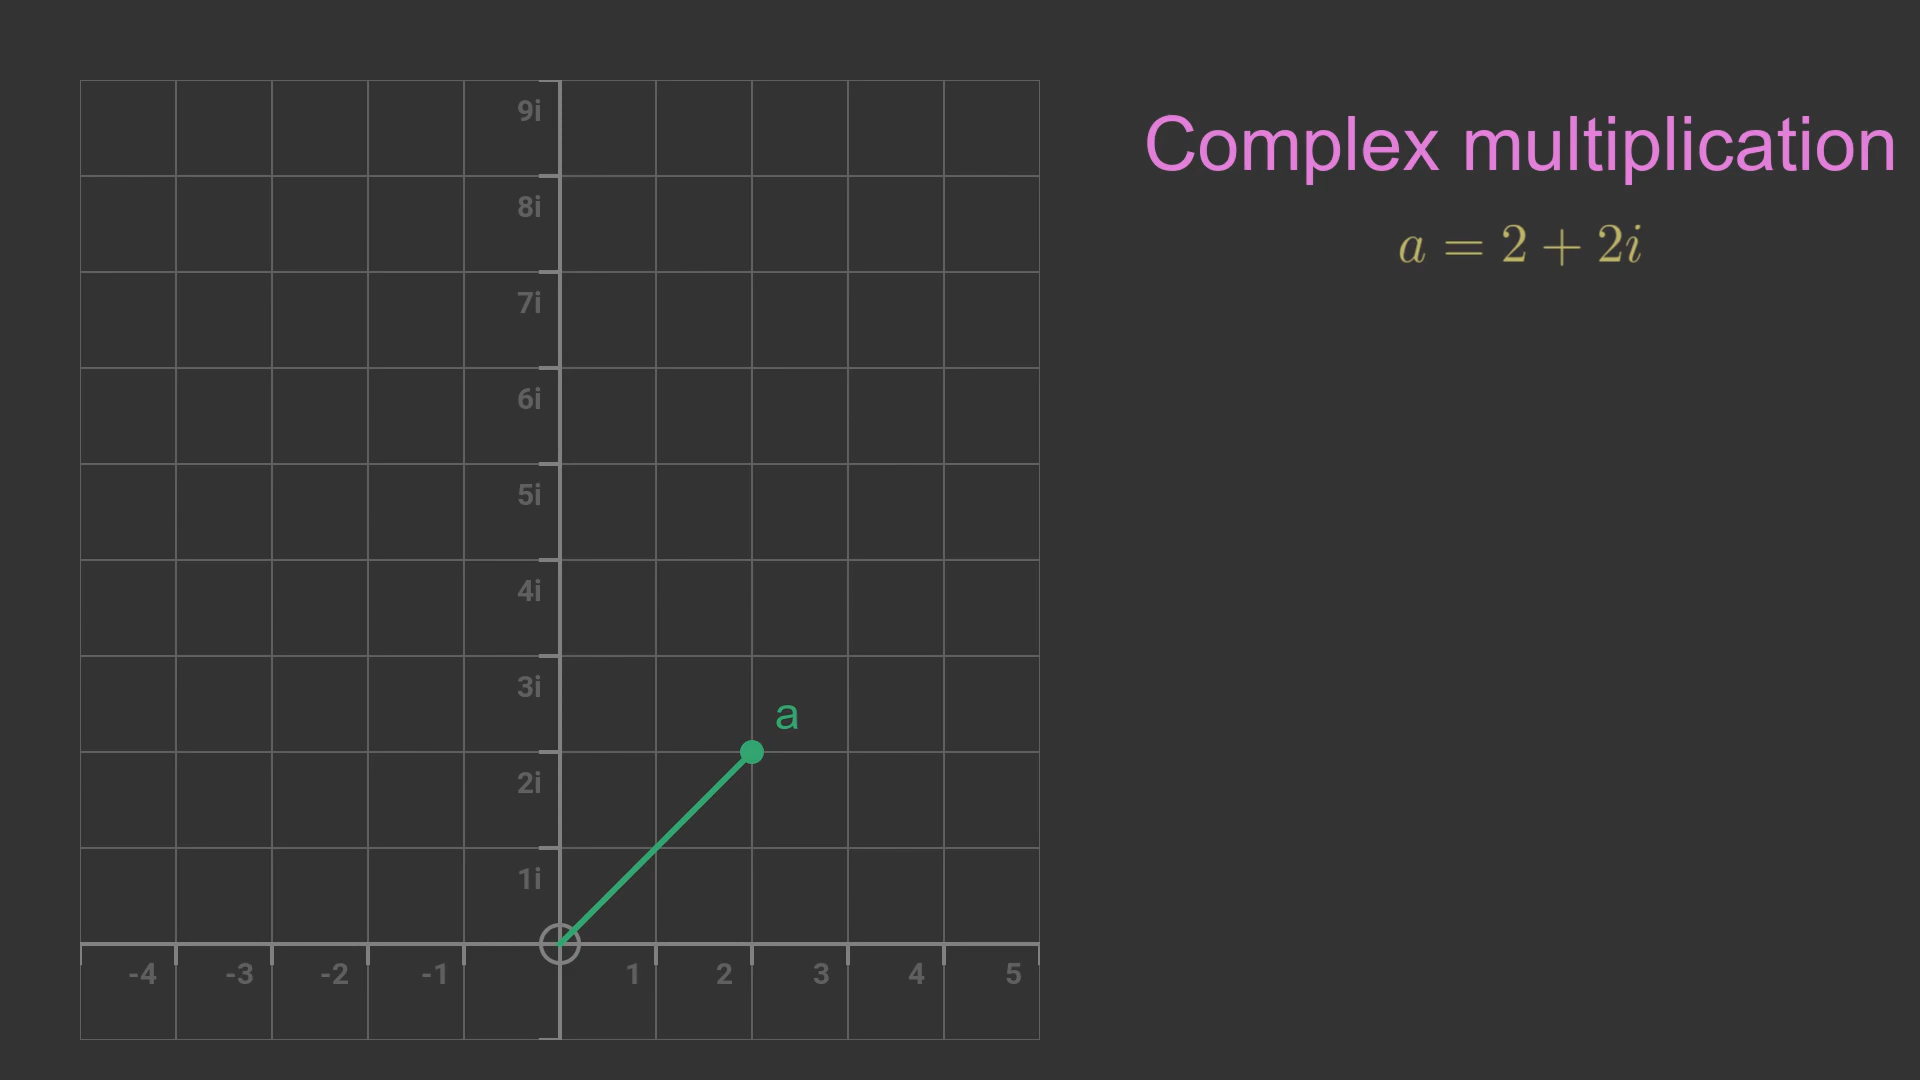 Complex multiplication
a = 2 + 2i
9i
8i
7i
6i
5i
4i
3i
a
2i
1i
-4 -3 -2 -1 1 2 3 4 5